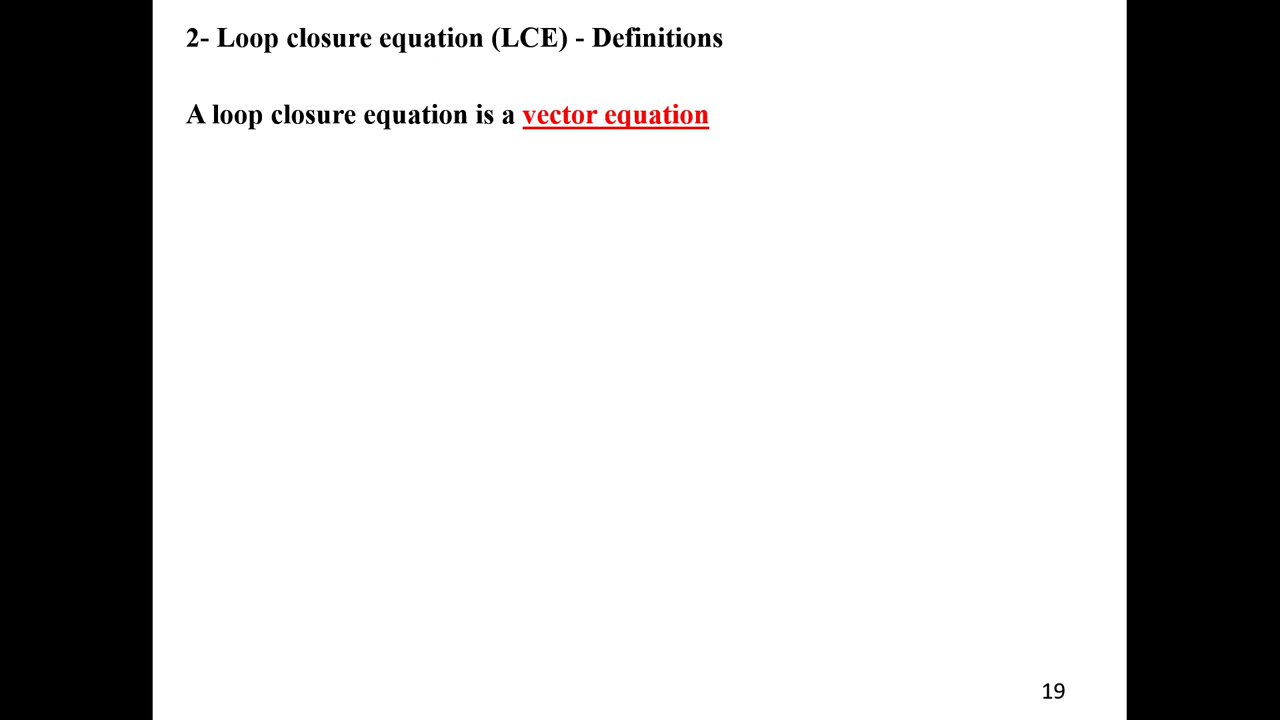 2- Loop closure equation (LCE) - Definitions
A loop closure equation is a vector equation
19